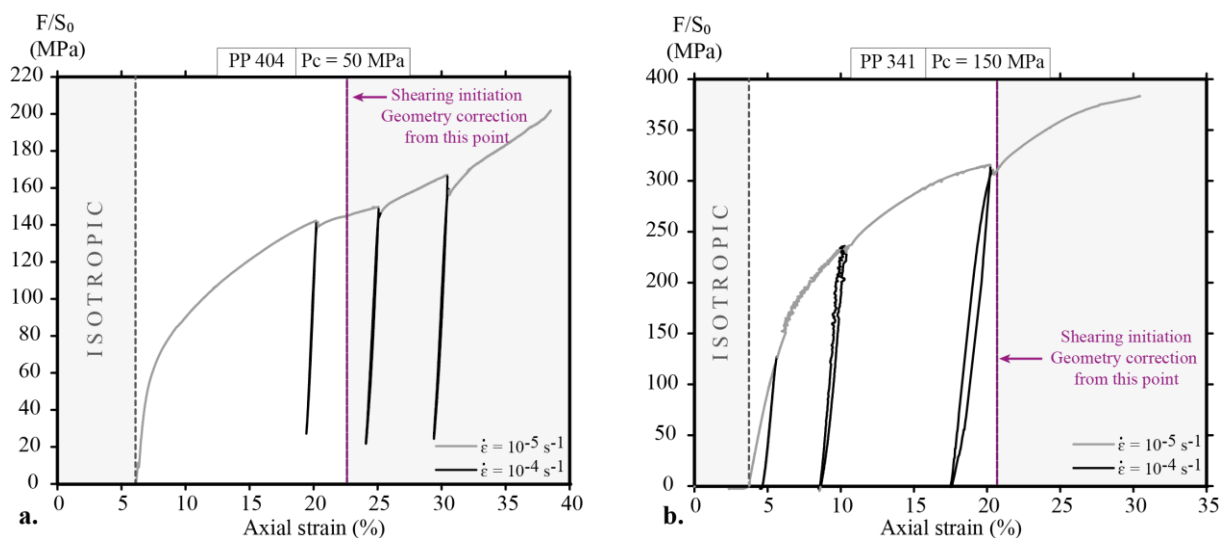 F/S₀
(MPa)
PP 404 Pc = 50 MPa
220
200
180
160
140
120
100
80
60
40
20
0
ISOTROPIC
Shearing initiation
Geometry correction
from this point
ε̇ = 10⁻⁵ s⁻¹
ε̇ = 10⁻⁴ s⁻¹
0 5 10 15 20 25 30 35 40
a.
Axial strain (%)
F/S₀
(MPa)
PP 341 Pc = 150 MPa
400
350
300
250
200
150
100
50
0
ISOTROPIC
Shearing initiation
Geometry correction
from this point
ε̇ = 10⁻⁵ s⁻¹
ε̇ = 10⁻⁴ s⁻¹
0 5 10 15 20 25 30 35
b.
Axial strain (%)